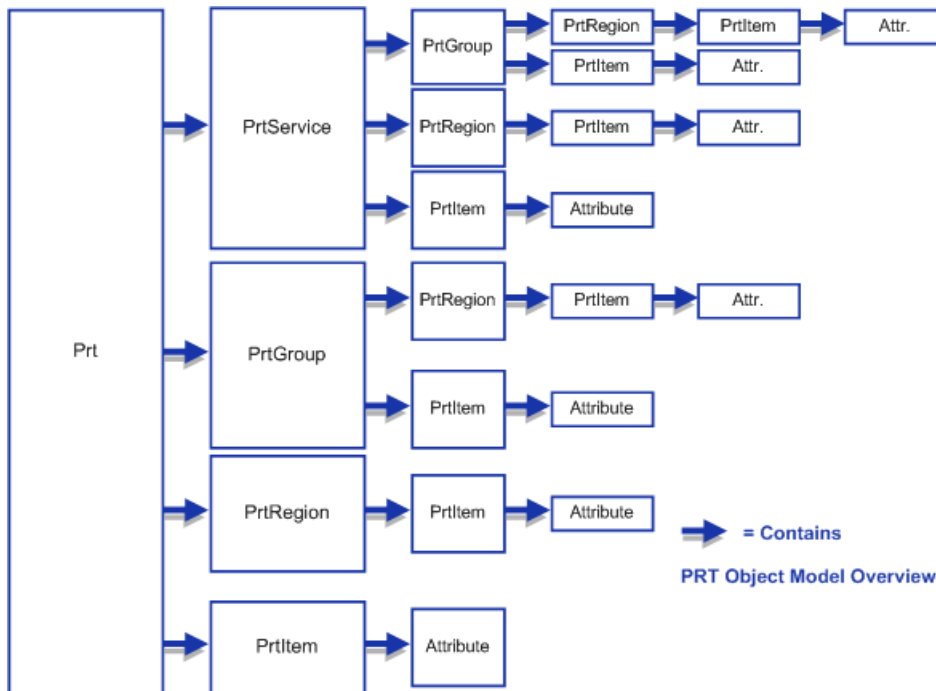 PrtRegion PrtItem Attr.
PrtGroup
PrtItem Attr.
PrtService PrtRegion PrtItem Attr.
PrtItem Attribute
PrtRegion PrtItem Attr.
Prt PrtGroup
PrtItem Attribute
PrtRegion PrtItem Attribute
= Contains
PRT Object Model Overview
PrtItem Attribute